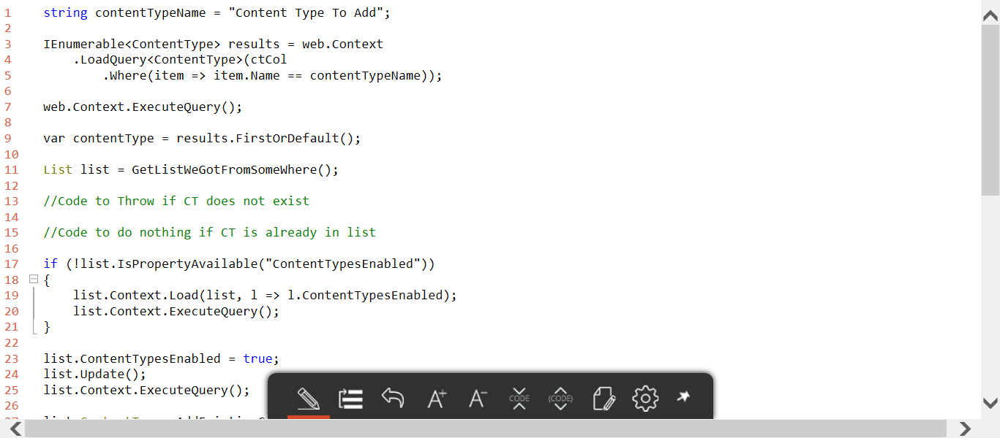 1 string contentTypeName = "Content Type To Add";
2
3 IEnumerable<ContentType> results = web.Context
4 .LoadQuery<ContentType>(ctCol
5 .Where(item => item.Name == contentTypeName));
6
7 web.Context.ExecuteQuery();
8
9 var contentType = results.FirstOrDefault();
10
11 List list = GetListWeGotFromSomeWhere();
12
13 //Code to Throw if CT does not exist
14
15 //Code to do nothing if CT is already in list
16
17 if (!list.IsPropertyAvailable("ContentTypesEnabled"))
18 {
19 list.Context.Load(list, l => l.ContentTypesEnabled);
20 list.Context.ExecuteQuery();
21 }
22
23 list.ContentTypesEnabled = true;
24 list.Update();
25 list.Context.ExecuteQuery();
26
A+ A- CODE (CODE)